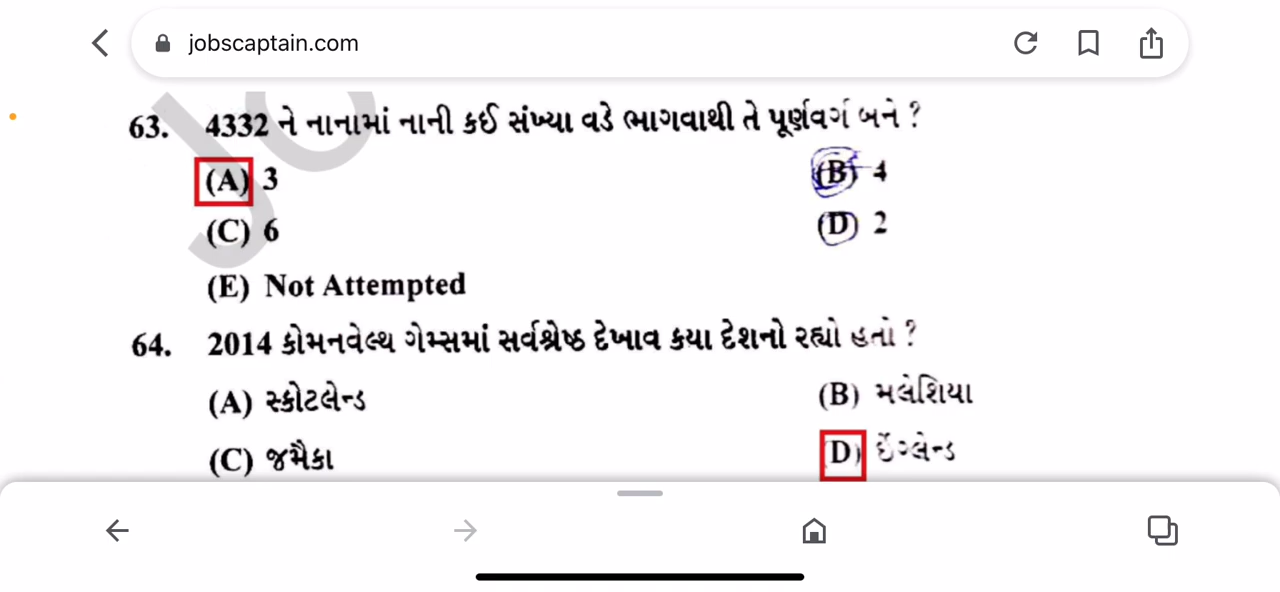 jobscaptain.com
63. 4332 ને નાનામાં નાની કઈ સંખ્યા વડે ભાગવાથી તે પૂર્ણવર્ગ બને ?
(A) 3 (B) 4
(C) 6 (D) 2
(E) Not Attempted
64. 2014 કોમનવેલ્થ ગેમ્સમાં સર્વશ્રેષ્ઠ દેખાવ કયા દેશનો રહ્યો હતો ?
(A) સ્કોટલેન્ડ (B) મલેશિયા
(C) જમૈકા (D) ઈંગ્લેન્ડ